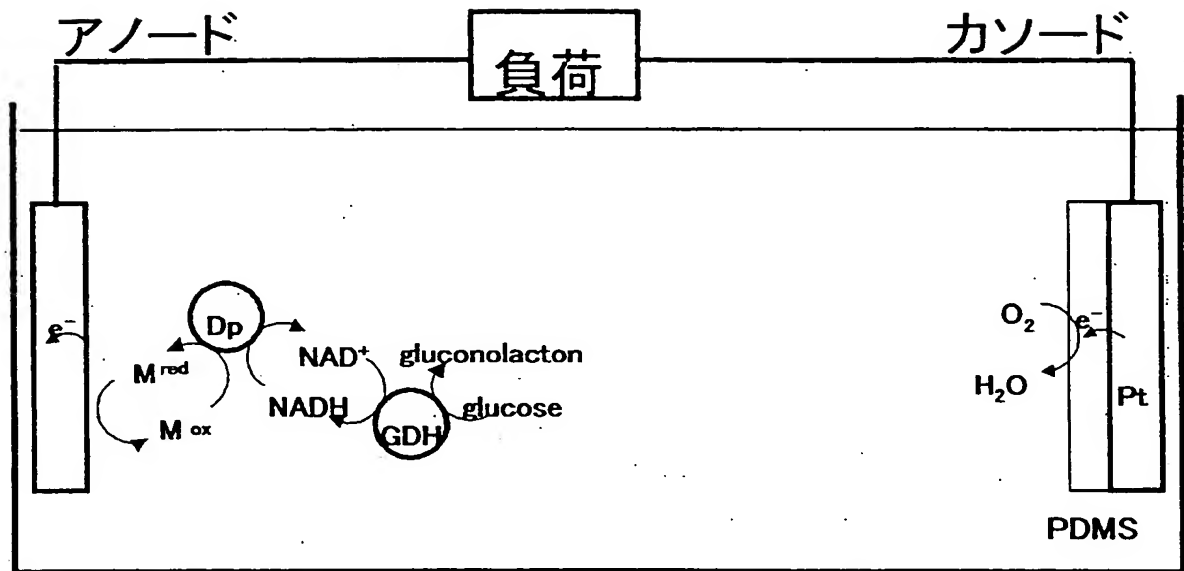 アノード
負荷
カソード
e⁻
Dp
M red
M ox
NAD⁺
NADH
gluconolacton
glucose
GDH
O₂
H₂O
e⁻
Pt
PDMS